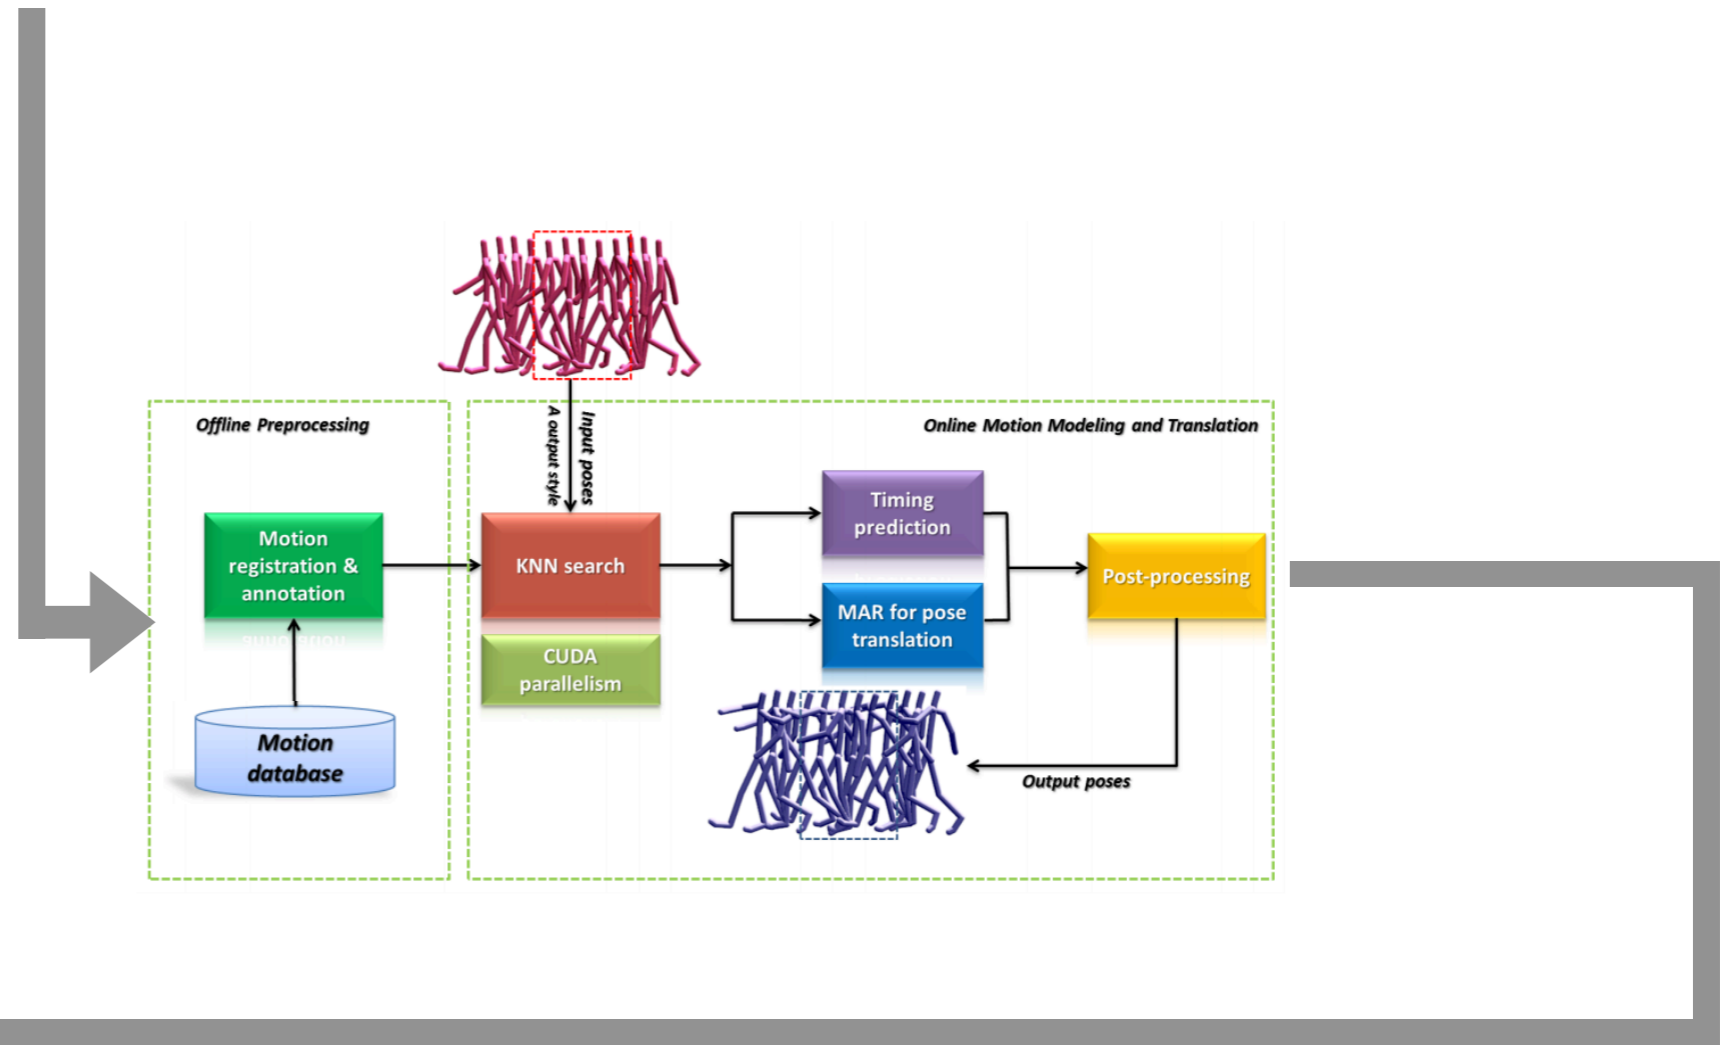 Input poses
A output style
Offline Preprocessing
Online Motion Modeling and Translation
Motion
registration &
annotation
KNN search
CUDA
parallelism
Timing
prediction
MAR for pose
translation
Post-processing
Motion
database
Output poses